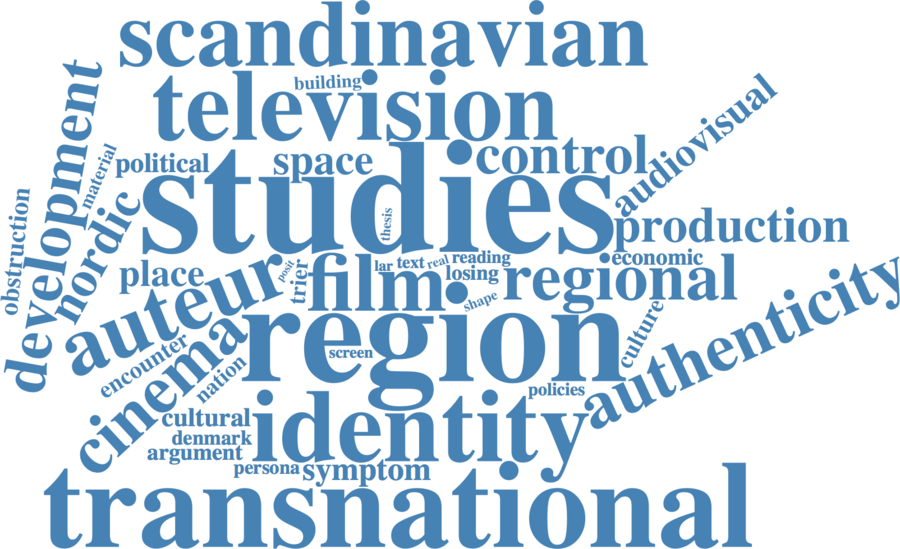 scandinavian
television
building
development
material
political
space
control
audiovisual
studies
obstruction
nordic
thesis
production
place
auteur
posit
trier
film
lar
text
real
reading
losing
economic
regional
shape
region
authenticity
cinema
encounter
nation
screen
culture
policies
cultural
identity
denmark
argument
persona
symptom
transnational